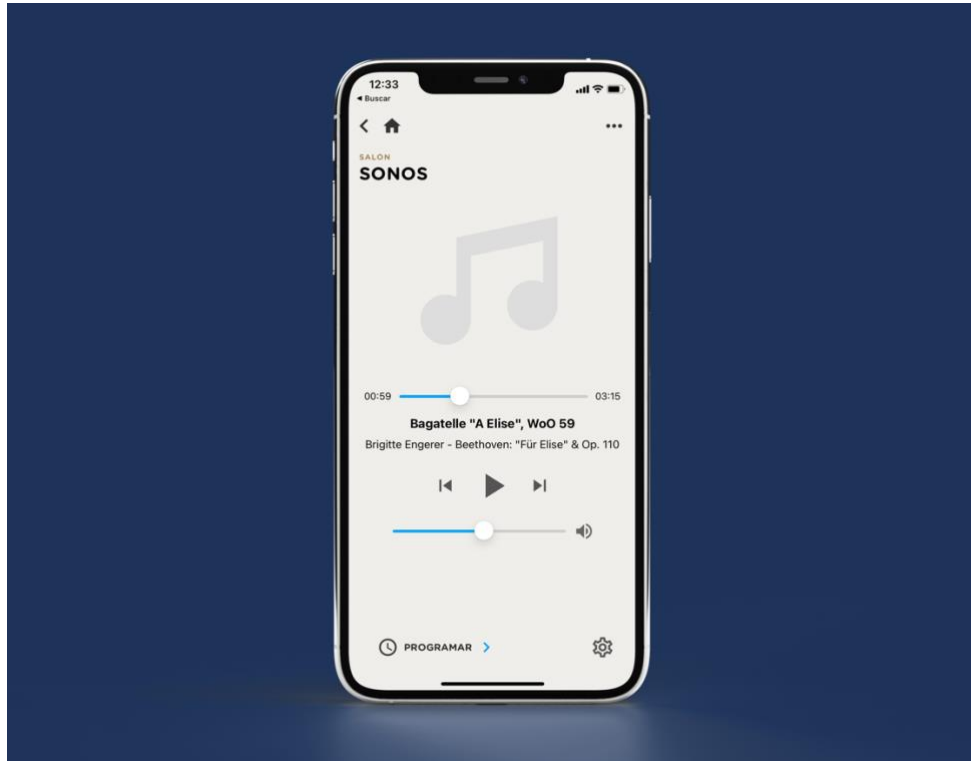 12:33
Buscar
SALON
SONOS
00:59
03:15
Bagatelle "A Elise", WoO 59
Brigitte Engerer - Beethoven: "Für Elise" & Op. 110
PROGRAMAR